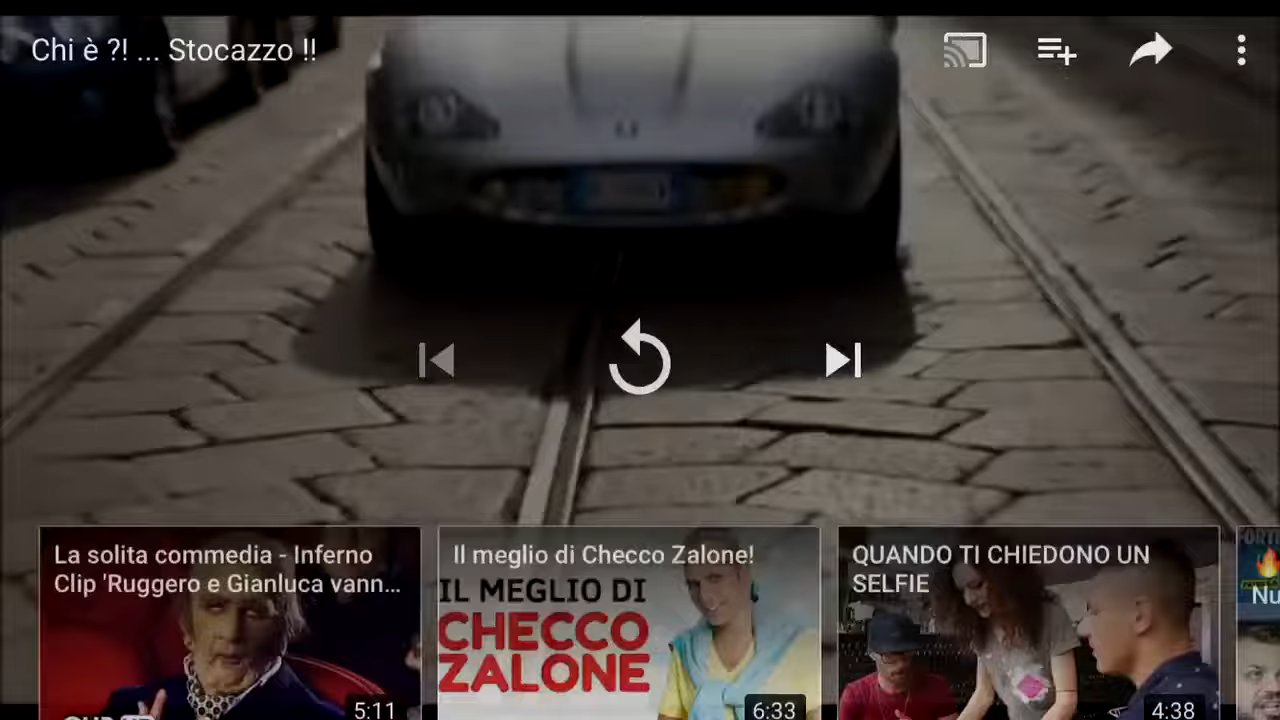 Chi è ?! ... Stocazzo !!
La solita commedia - Inferno
Clip 'Ruggero e Gianluca vann...
5:11
Il meglio di Checco Zalone!
IL MEGLIO DI
CHECCO
ZALONE
6:33
QUANDO TI CHIEDONO UN
SELFIE
4:38
Nu